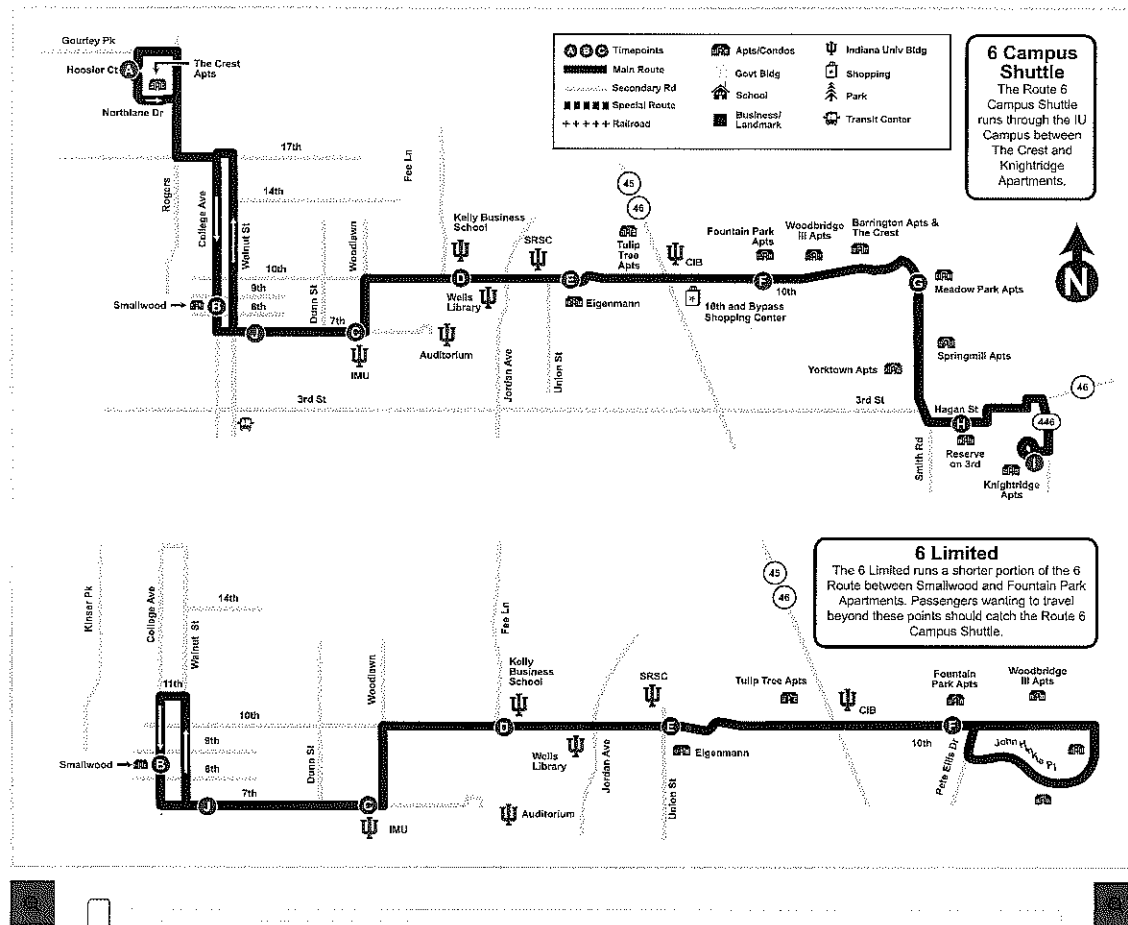 Gourley Pk
Hoosier Ct
A
The Crest
Apts
Northlane Dr
A B C Timepoints
Main Route
Secondary Rd
Special Route
Railroad
Apts/Condos
Govt Bldg
School
Business/
Landmark
Indiana Univ Bldg
Shopping
Park
Transit Center
6 Campus
Shuttle
The Route 6
Campus Shuttle
runs through the IU
Campus between
The Crest and
Knightridge
Apartments.
N
17th
14th
Rogers
College Ave
Walnut St
Fee Ln
Woodlawn
Dunn St
10th
9th
6th
7th
Smallwood
B
J
C
IMU
Kelly Business
School
D
Wells
Library
Auditorium
Jordan Ave
SRSC
E
Eigenmann
Union St
45
46
Tulip
Tree
Apts
CIB
10th and Bypass
Shopping Center
Fountain Park
Apts
F
10th
Woodbridge
III Apts
Barrington Apts &
The Crest
G
Meadow Park Apts
Springmill Apts
Yorktown Apts
3rd St
3rd St
Smith Rd
Hagan St
H
Reserve
on 3rd
46
446
I
Knightridge
Apts
6 Limited
The 6 Limited runs a shorter portion of the 6
Route between Smallwood and Fountain Park
Apartments. Passengers wanting to travel
beyond these points should catch the Route 6
Campus Shuttle.
Kinser Pk
College Ave
Walnut St
14th
11th
10th
9th
6th
7th
Smallwood
B
J
C
IMU
Dunn St
Woodlawn
Fee Ln
Kelly
Business
School
D
Wells
Library
Auditorium
Jordan Ave
SRSC
E
Eigenmann
Union St
Tulip Tree Apts
45
46
CIB
Fountain
Park Apts
F
10th
Pete Ellis Dr
Woodbridge
III Apts
John Hinkle Pl